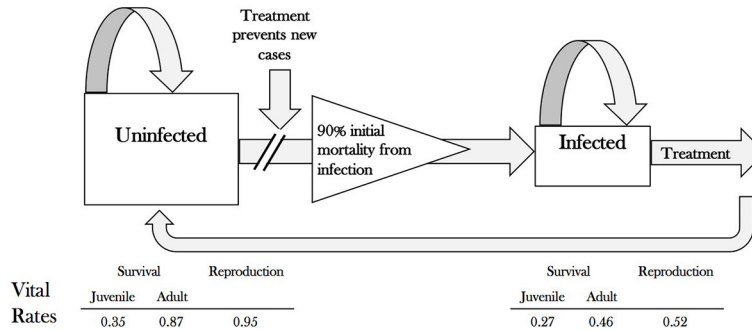 Treatment
prevents new
cases
Uninfected
90% initial
mortality from
infection
Infected
Treatment
Vital
Rates
Survival Reproduction
Juvenile Adult
0.35 0.87 0.95
Survival Reproduction
Juvenile Adult
0.27 0.46 0.52